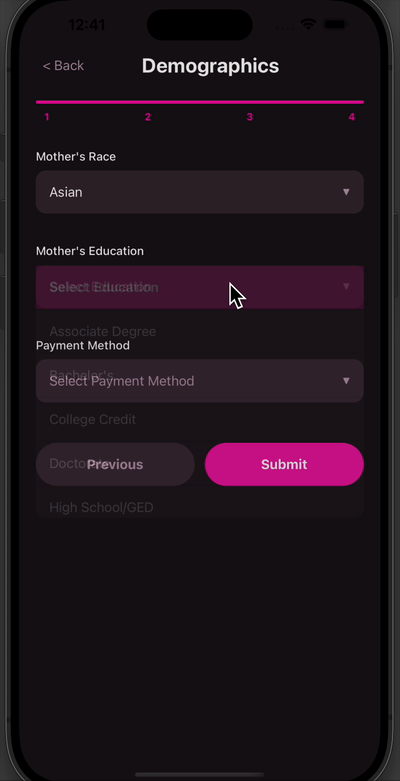 12:41
< Back
Demographics
1 2 3 4
Mother's Race
Asian
Mother's Education
Select Education
Associate Degree
Payment Method
Bachelor's
Select Payment Method
College Credit
Doctorate
Previous
Submit
High School/GED